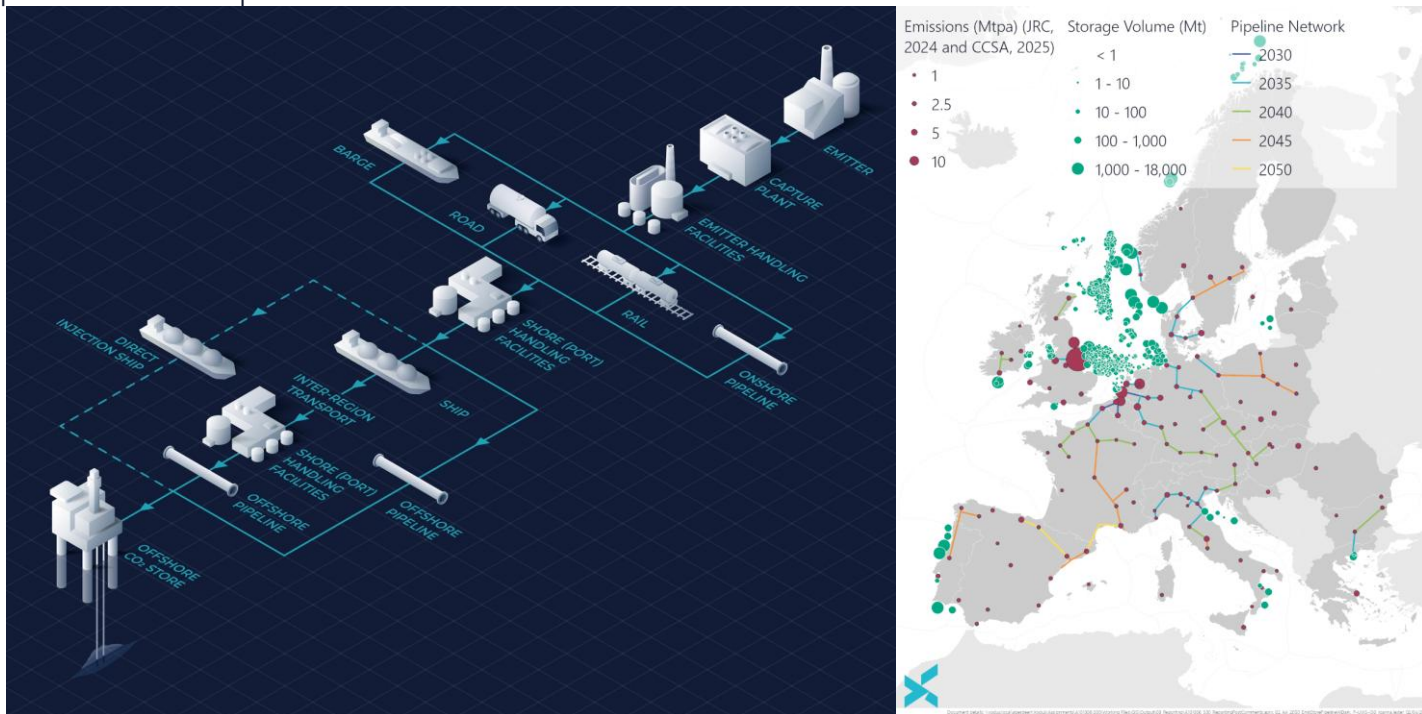 EMITTER
CAPTURE
PLANT
EMITTER HANDLING
FACILITIES
BARGE
ROAD
RAIL
ONSHORE
PIPELINE
SHORE (PORT)
HANDLING
FACILITIES
SHIP
INTER-REGION
TRANSPORT
DIRECT
INJECTION SHIP
SHORE (PORT)
HANDLING
FACILITIES
OFFSHORE
PIPELINE
OFFSHORE
PIPELINE
OFFSHORE
CO₂ STORE
Emissions (Mtpa) (JRC,
2024 and CCSA, 2025)
1
2.5
5
10
Storage Volume (Mt)
< 1
1 - 10
10 - 100
100 - 1,000
1,000 - 18,000
Pipeline Network
2030
2035
2040
2045
2050